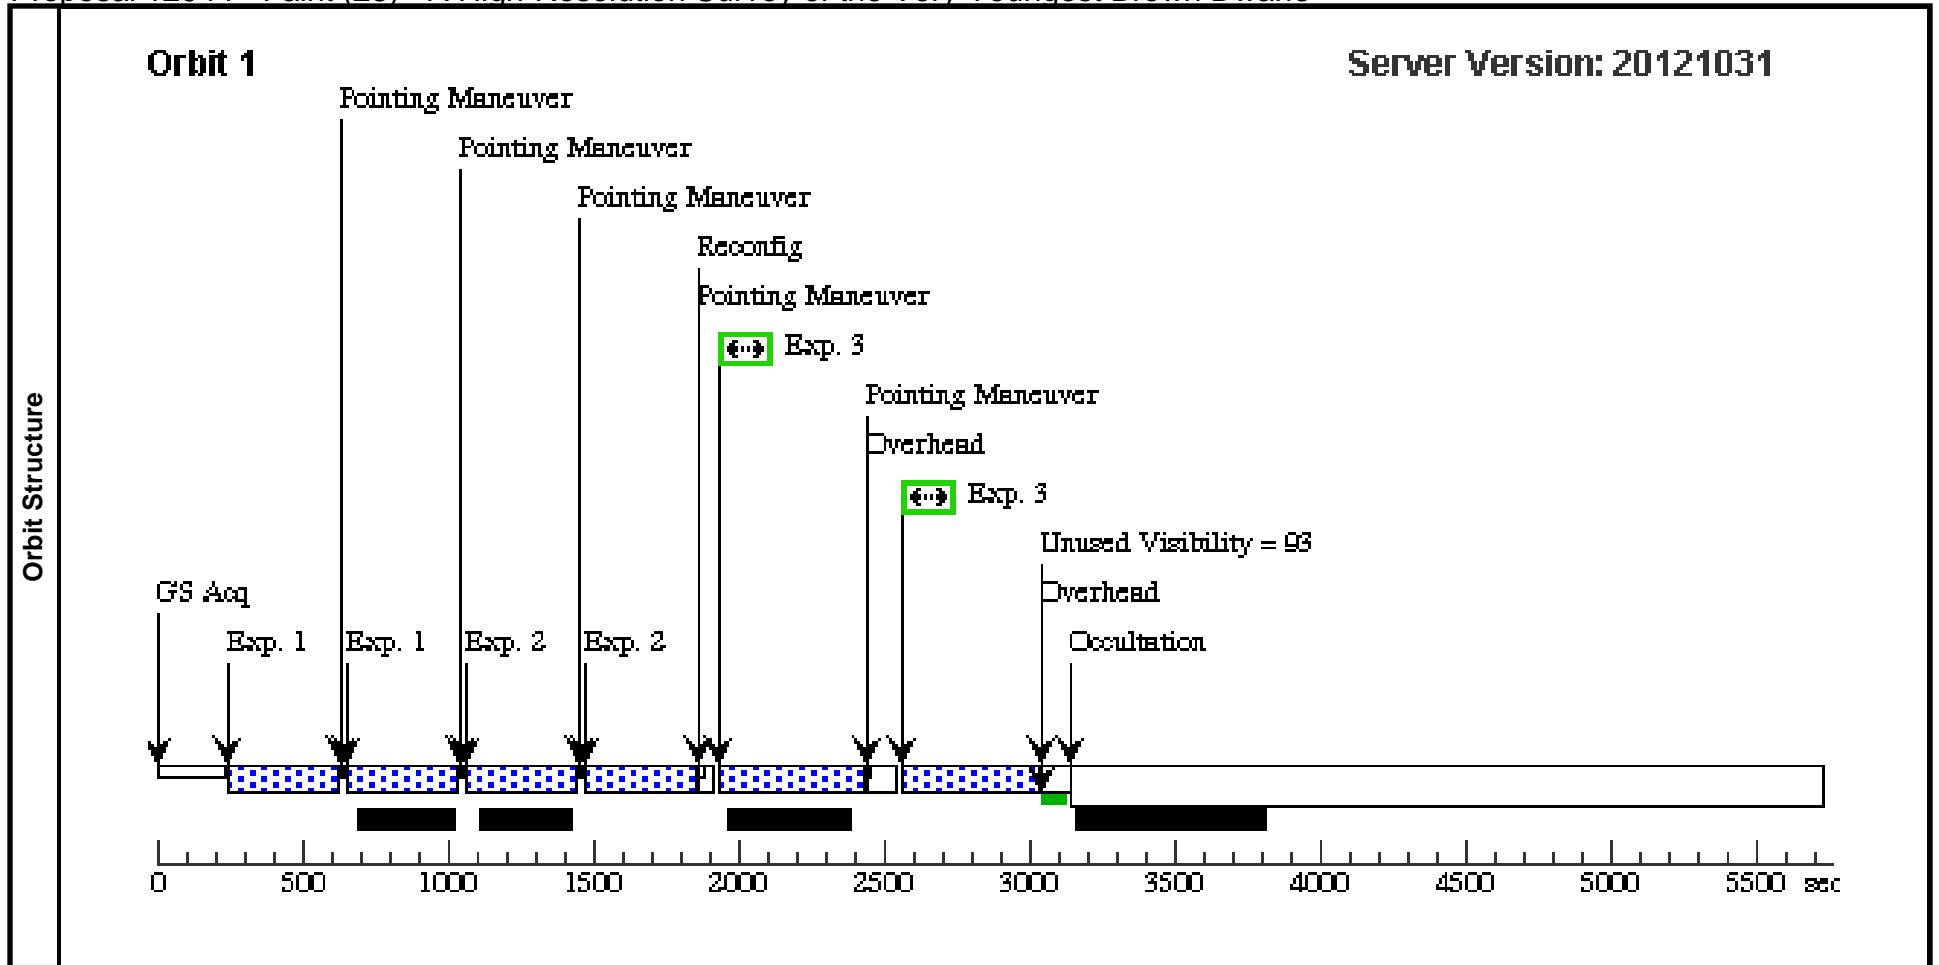 Orbit 1
Server Version: 20121031
Pointing Maneuver
Pointing Maneuver
Pointing Maneuver
Reconfig
Pointing Maneuver
Exp. 3
Pointing Maneuver
Overhead
Exp. 3
Unused Visibility = 93
GS Acq
Overhead
Exp. 1
Exp. 1
Exp. 2
Exp. 2
Occultation
0 500 1000 1500 2000 2500 3000 3500 4000 4500 5000 5500 sec
Orbit Structure